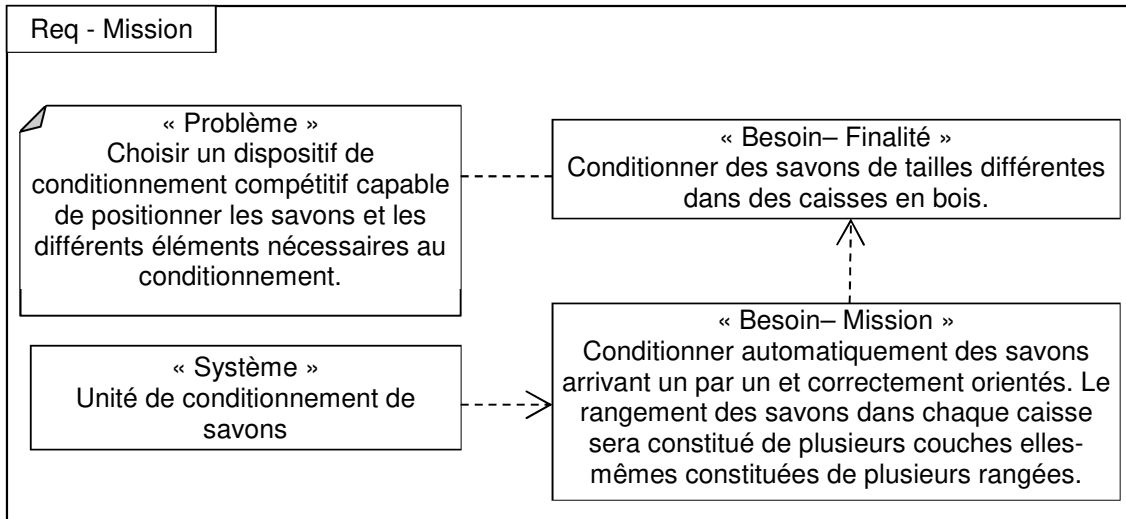 Req - Mission
« Problème »
Choisir un dispositif de
conditionnement compétitif capable
de positionner les savons et les
différents éléments nécessaires au
conditionnement.
« Besoin– Finalité »
Conditionner des savons de tailles différentes
dans des caisses en bois.
« Système »
Unité de conditionnement de
savons
« Besoin– Mission »
Conditionner automatiquement des savons
arrivant un par un et correctement orientés. Le
rangement des savons dans chaque caisse
sera constitué de plusieurs couches elles-
mêmes constituées de plusieurs rangées.